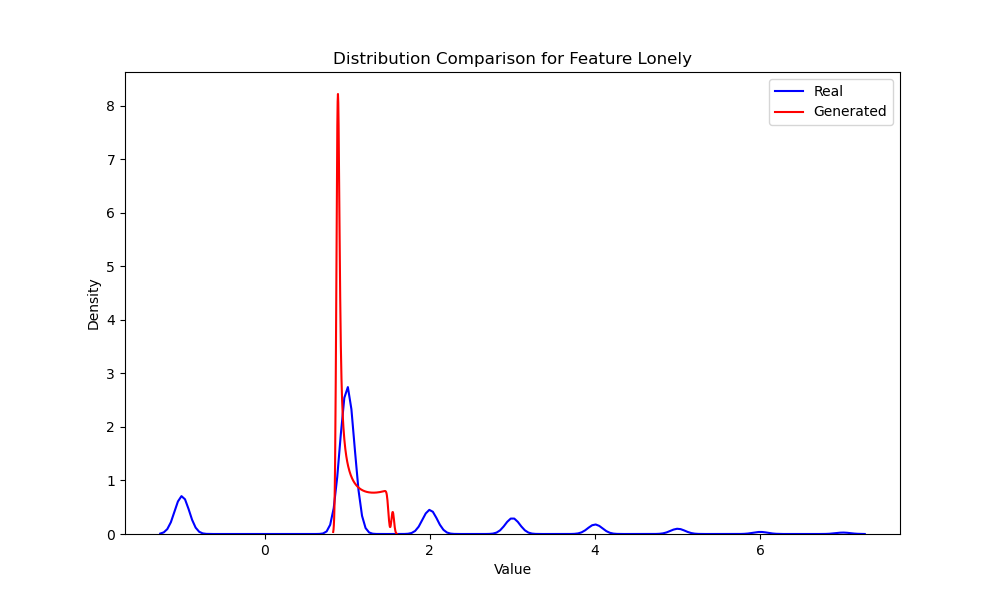 Distribution Comparison for Feature Lonely
Real
Generated
Density
8
7
6
5
4
3
2
1
0
0 2 4 6
Value